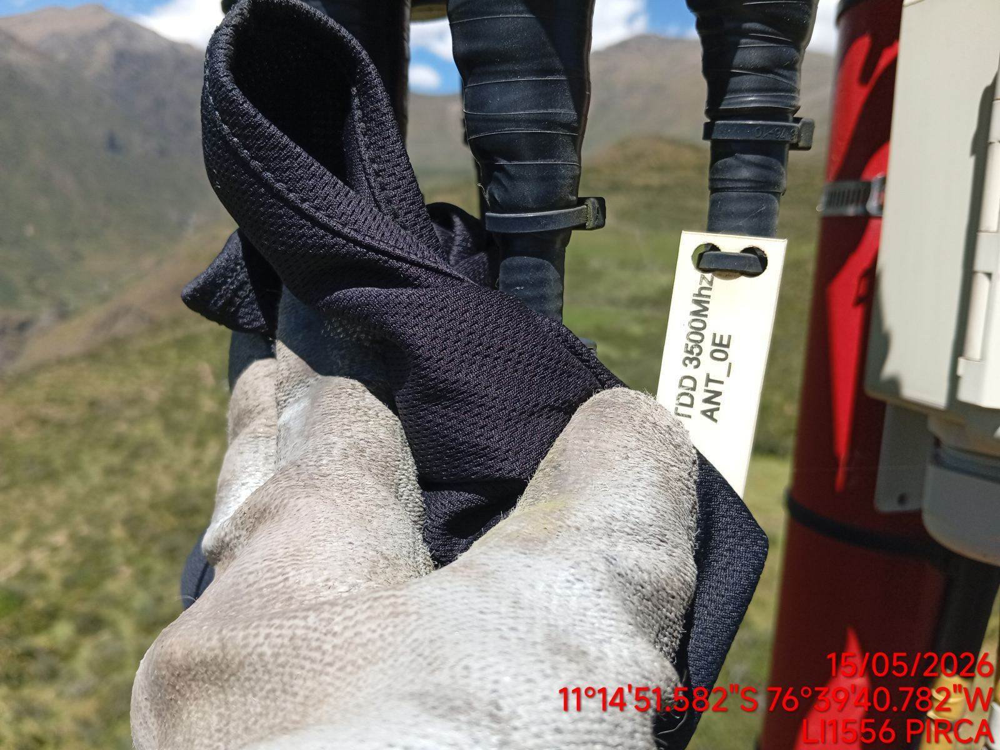 TDD 3500Mhz
ANT_0E
15/05/2026
11°14'51.582"S 76°39'40.782"W
LI1556 PIRCA